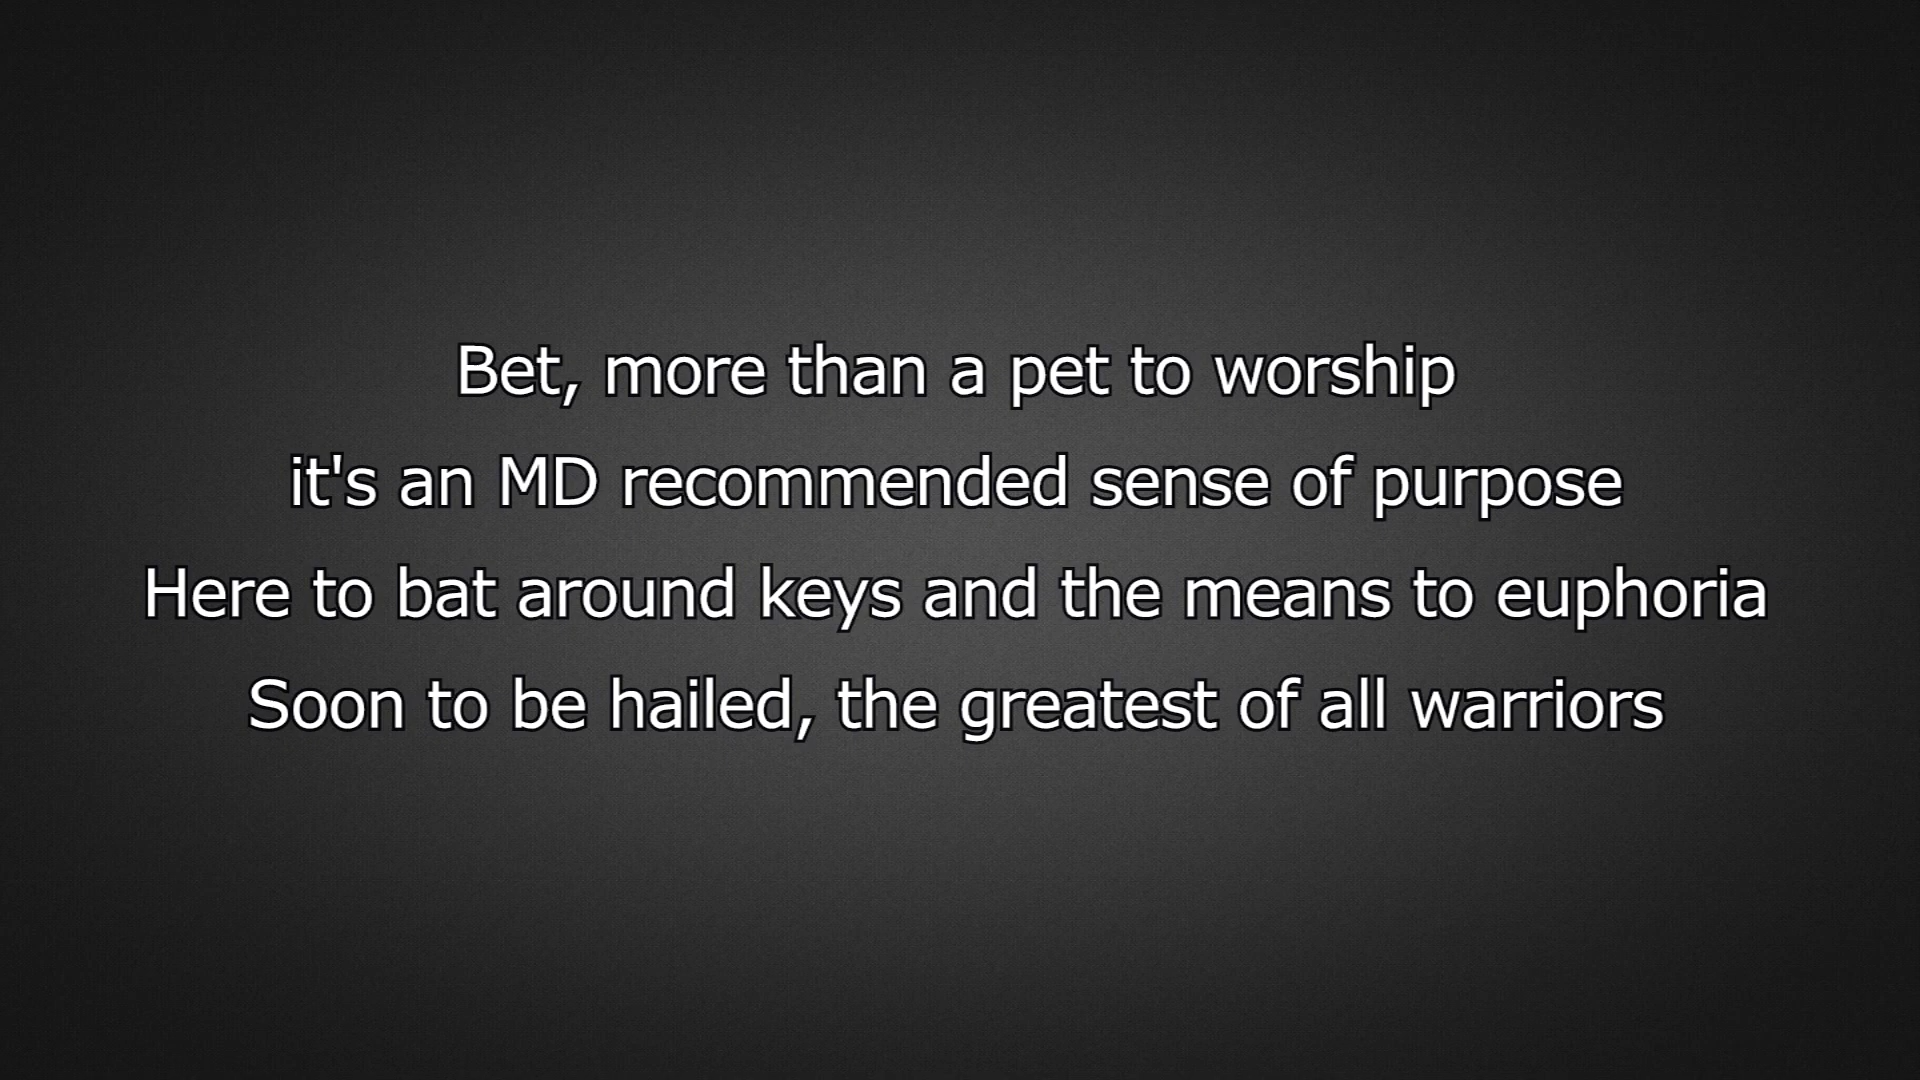 Bet, more than a pet to worship
it's an MD recommended sense of purpose
Here to bat around keys and the means to euphoria
Soon to be hailed, the greatest of all warriors